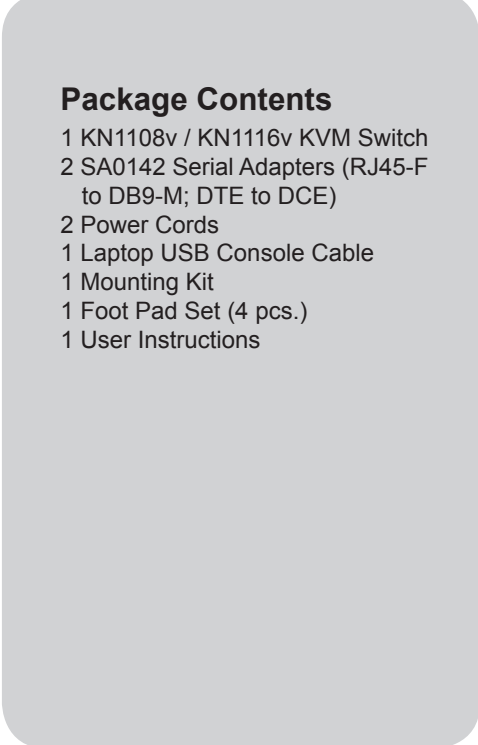 Package Contents
1 KN1108v / KN1116v KVM Switch
2 SA0142 Serial Adapters (RJ45-F
to DB9-M; DTE to DCE)
2 Power Cords
1 Laptop USB Console Cable
1 Mounting Kit
1 Foot Pad Set (4 pcs.)
1 User Instructions